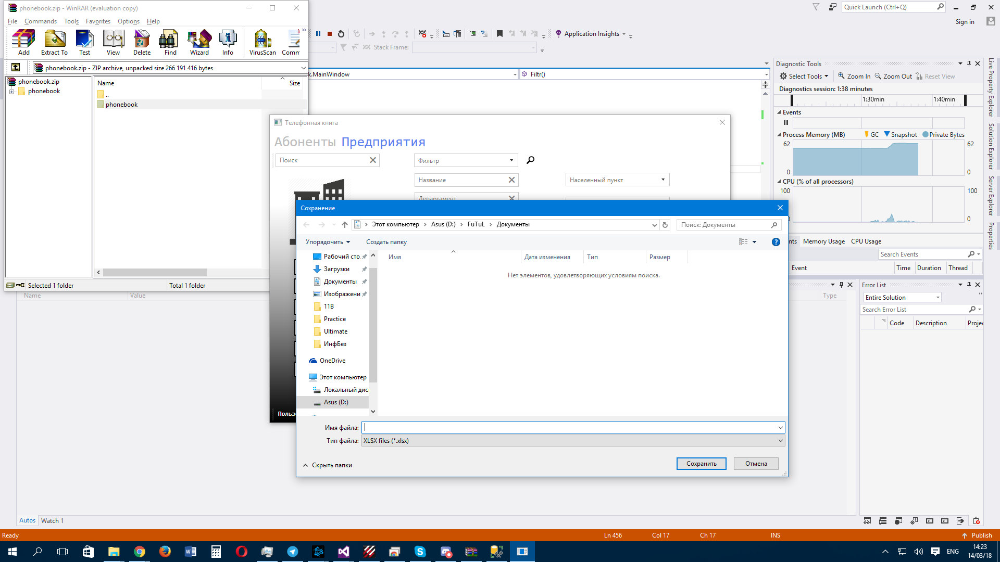 phonebook.zip - WinRAR (evaluation copy)
File Commands Tools Favorites Options Help
Add Extract To Test View Delete Find Wizard Info VirusScan Comm
phonebook.zip - ZIP archive, unpacked size 266 191 416 bytes
phonebook.zip
phonebook
Name Size
..
phonebook
Selected 1 folder Total 1 folder
Quick Launch (Ctrl+Q)
Sign in
Application Insights
Stack Frame:
k.MainWindow Filtr()
Diagnostic Tools
Select Tools Zoom In Zoom Out Reset View
Diagnostics session: 1:38 minutes
1:30min 1:40min
Events
Process Memory (MB) GC Snapshot Private Bytes
62 62
0 0
CPU (% of all processors)
100 100
0 0
nts Memory Usage CPU Usage
Search Events
Event Time Duration Thread
Live Property Explorer
Solution Explorer
Server Explorer
Properties
Телефонная книга
Абоненты Предприятия
Поиск Фильтр
Название Населенный пункт
Департамент
Польз
Сохранение
Этот компьютер Asus (D:) FuTuL Документы
Поиск: Документы
Упорядочить Создать папку
Рабочий сто.
Загрузки
Документы
Изображени
11В
Practice
Ultimate
ИнфБез
OneDrive
Этот компьютер
Локальный дис
Asus (D:)
Имя Дата изменения Тип Размер
Нет элементов, удовлетворяющих условиям поиска.
Имя файла:
Тип файла: XLSX files (*.xlsx)
Скрыть папки Сохранить Отмена
Name Value Type
Error List
Entire Solution
Search Error List
Code Description Projec
Autos Watch 1
Ready Ln 456 Col 17 Ch 17 INS Publish
ENG 14:23
14/03/18